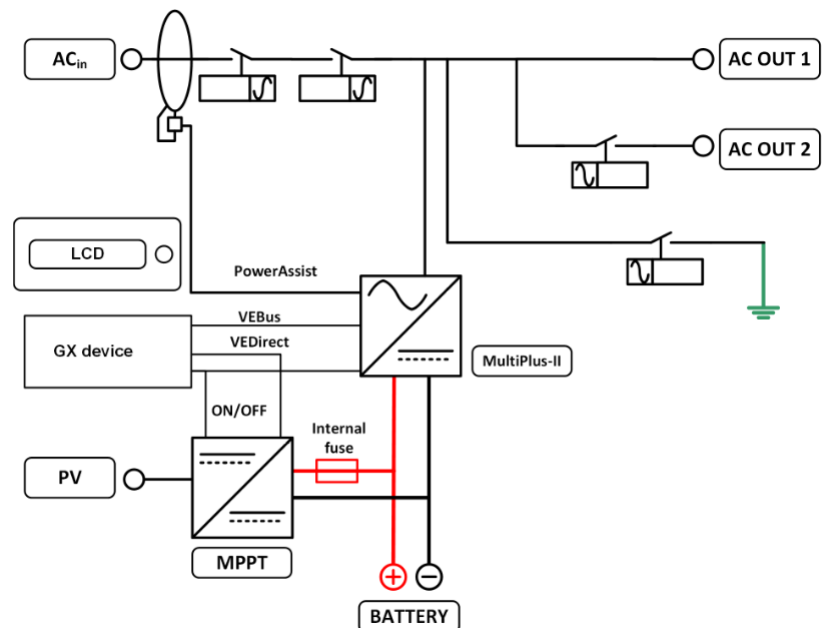 ACin
AC OUT 1
AC OUT 2
LCD
PowerAssist
VEBus
VEDirect
GX device
MultiPlus-II
ON/OFF
Internal
fuse
PV
MPPT
+
−
BATTERY